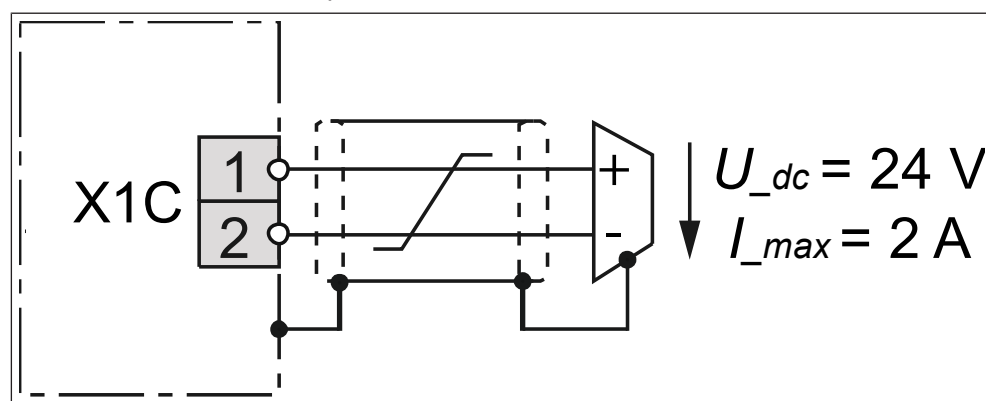 X1C
1
2
+
-
U_dc = 24 V
I_max = 2 A